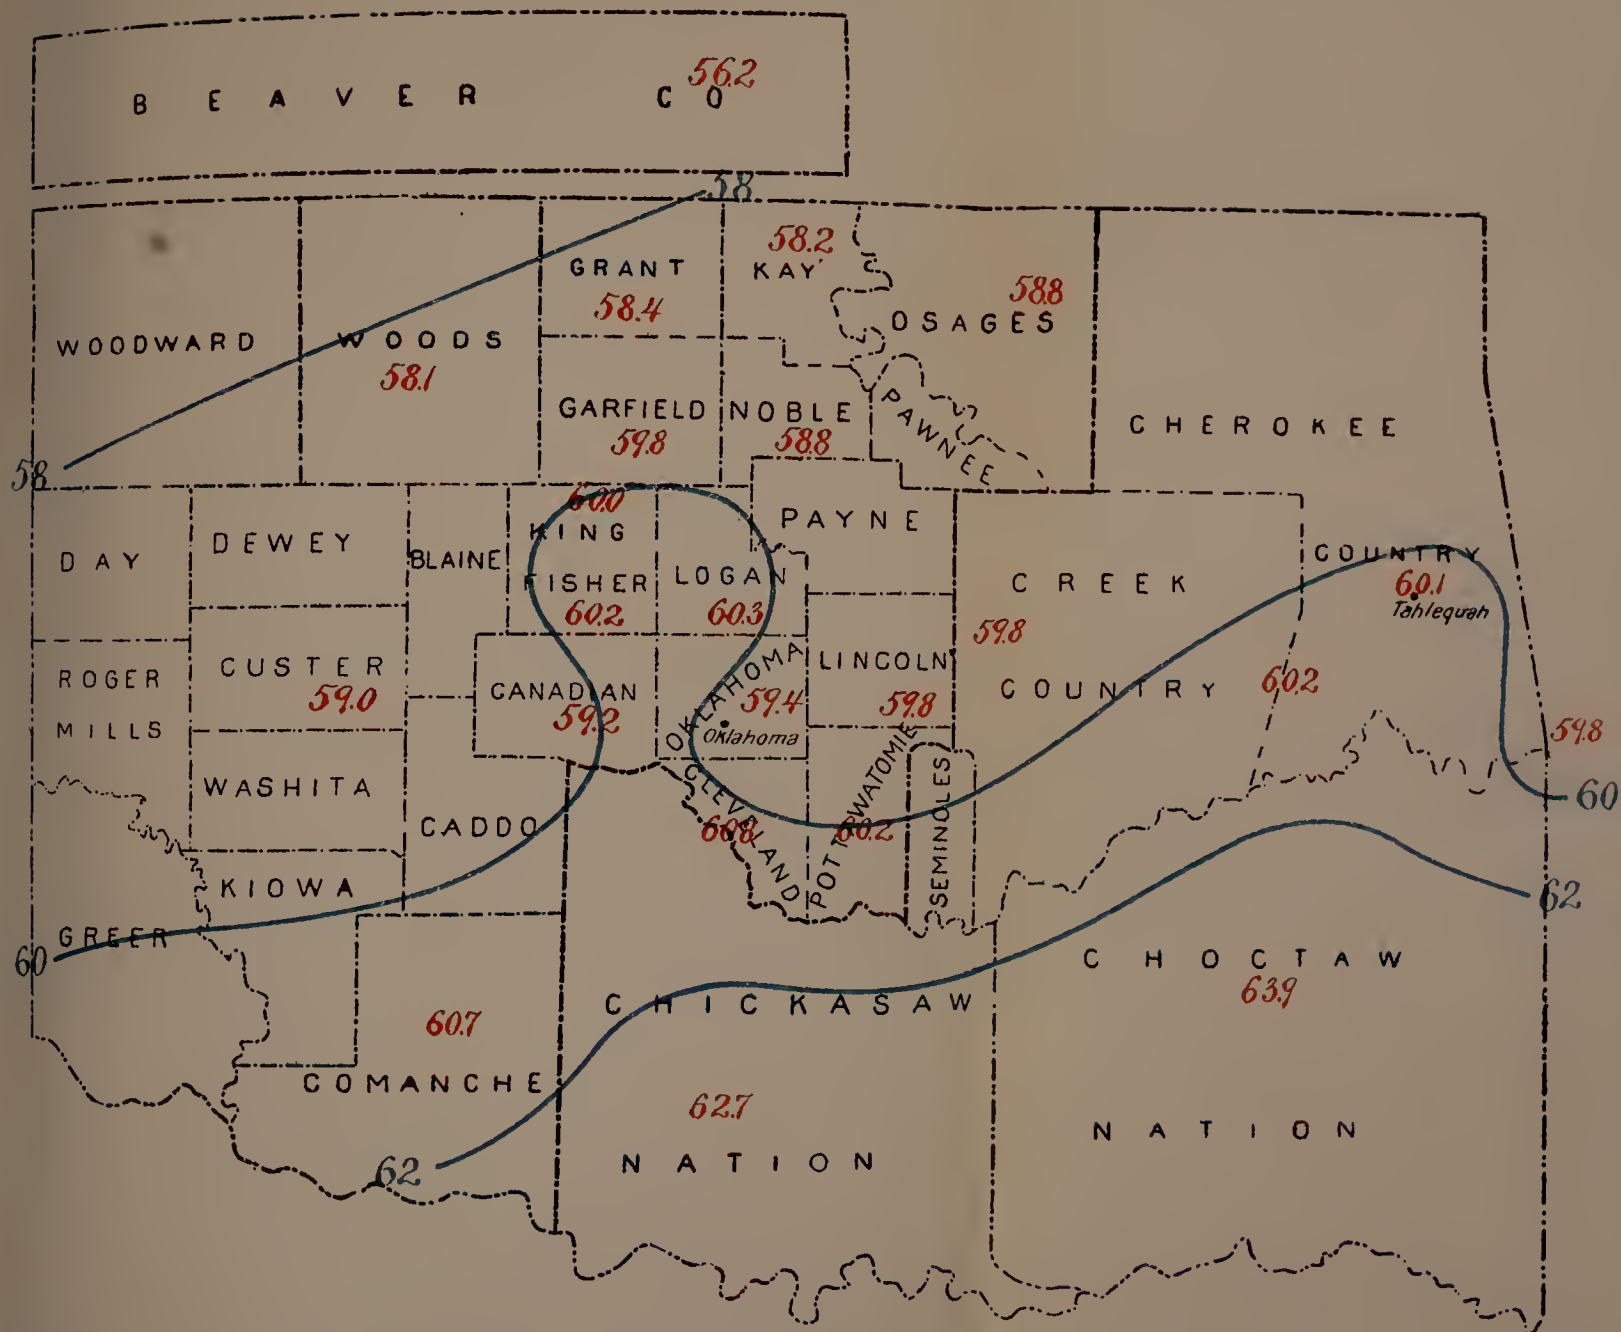 56.2
BEAVER CO
58
58.2
GRANT
KAY
58.8
58.4
OSAGES
WOODWARD
WOODS
58.1
GARFIELD
NOBLE
PAWNEE
CHEROKEE
59.8
58.8
58
60.0
KING
PAYNE
DAY
DEWEY
BLAINE
FISHER
LOGAN
CREEK
COUNTRY
60.1
Tahlequah
60.2
60.3
59.8
ROGER
CUSTER
59.0
CANADIAN
59.2
OKLAHOMA
59.4
Oklahoma
LINCOLN
59.8
COUNTRY
60.2
MILLS
59.8
WASHITA
CADDO
CLEVELAND
60.8
POTTAWATOMIE
60.2
SEMINOLES
60
KIOWA
62
GREER
60
CHOCTAW
63.9
CHICKASAW
60.7
COMANCHE
62.7
NATION
62
NATION